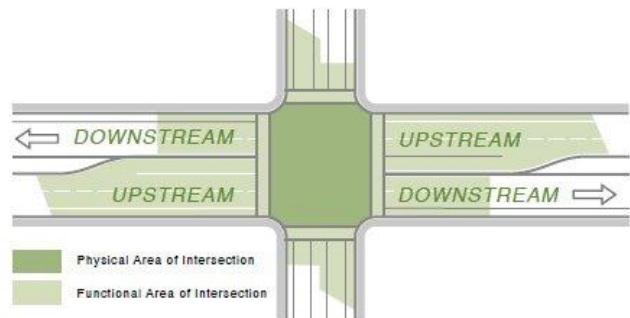 DOWNSTREAM
UPSTREAM
UPSTREAM
DOWNSTREAM
Physical Area of Intersection
Functional Area of Intersection